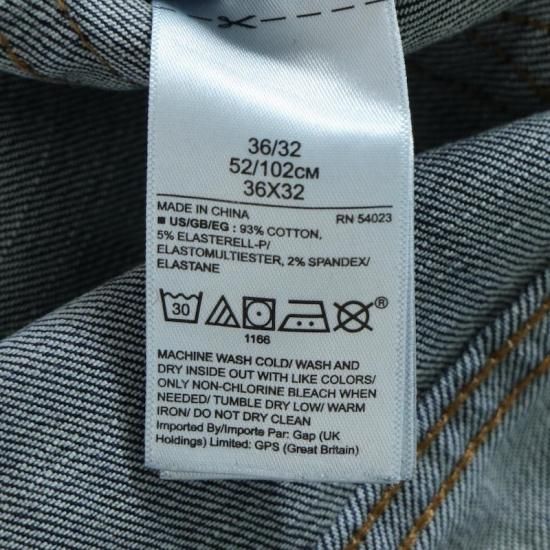 36/32
52/102CM
36X32
MADE IN CHINA RN 54023
■ US/GB/EG : 93% COTTON,
5% ELASTERELL-P/
ELASTOMULTIESTER, 2% SPANDEX/
ELASTANE
30 ®
1166
MACHINE WASH COLD/ WASH AND
DRY INSIDE OUT WITH LIKE COLORS/
ONLY NON-CHLORINE BLEACH WHEN
NEEDED/ TUMBLE DRY LOW/ WARM
IRON/ DO NOT DRY CLEAN
Imported By/Importe Par: Gap (UK
Holdings) Limited: GPS (Great Britain)